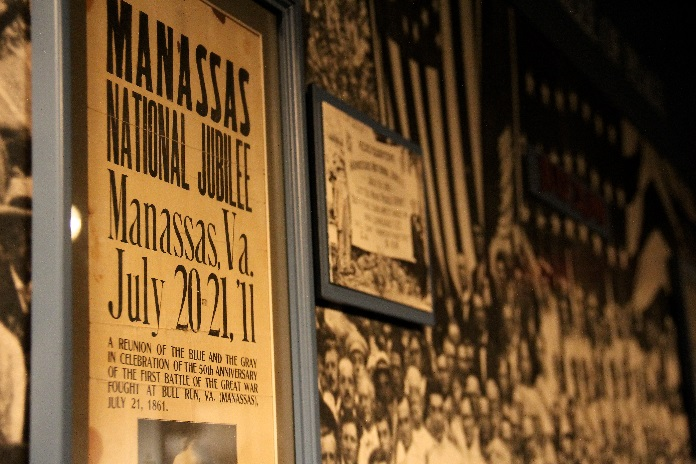 MANASSAS
NATIONAL JUBILEE
Manassas, Va.
July 20-21, '11
A REUNION OF THE BLUE AND THE GRAY
IN CELEBRATION OF THE 50th ANNIVERSARY
OF THE FIRST BATTLE OF THE GREAT WAR
FOUGHT AT BULL RUN, VA. (MANASSAS),
JULY 21, 1861.